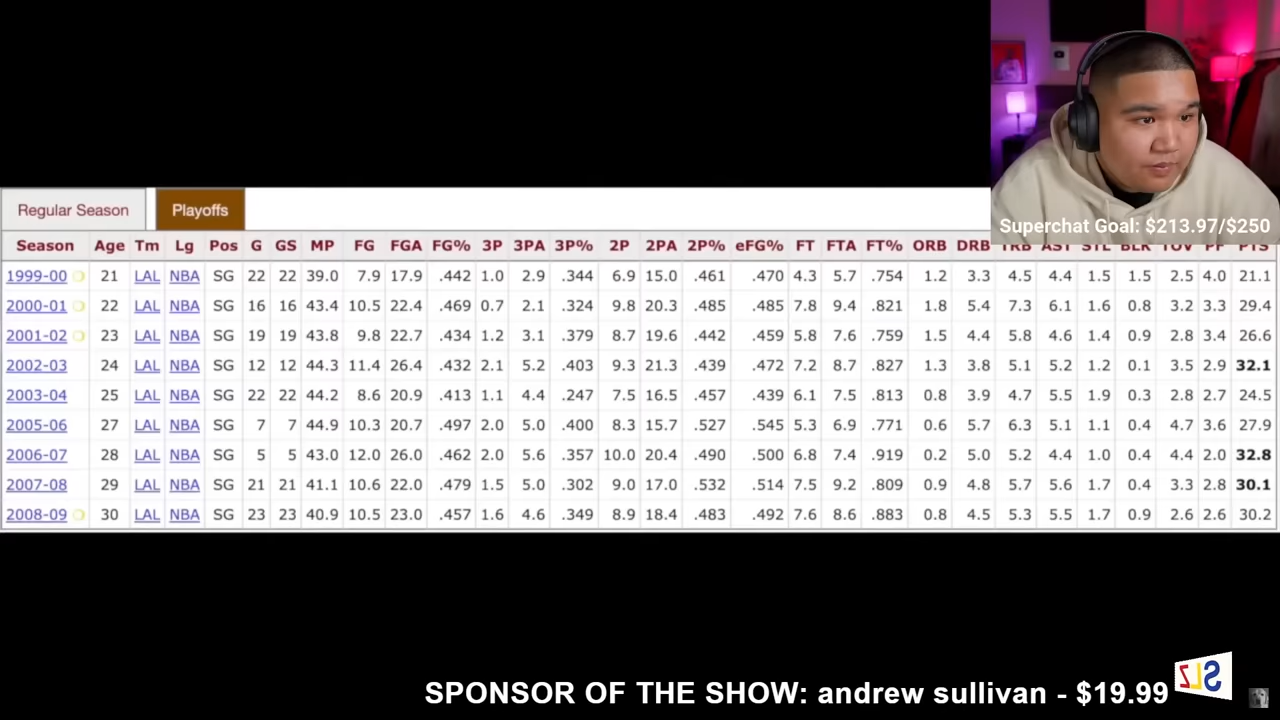 Superchat Goal: $213.97/$250
Regular Season Playoffs
Season Age Tm Lg Pos G GS MP FG FGA FG% 3P 3PA 3P% 2P 2PA 2P% eFG% FT FTA FT% ORB DRB TRB AST STL BLK TOV PF PTS
1999-00 21 LAL NBA SG 22 22 39.0 7.9 17.9 .442 1.0 2.9 .344 6.9 15.0 .461 .470 4.3 5.7 .754 1.2 3.3 4.5 4.4 1.5 1.5 2.5 4.0 21.1
2000-01 22 LAL NBA SG 16 16 43.4 10.5 22.4 .469 0.7 2.1 .324 9.8 20.3 .485 .485 7.8 9.4 .821 1.8 5.4 7.3 6.1 1.6 0.8 3.2 3.3 29.4
2001-02 23 LAL NBA SG 19 19 43.8 9.8 22.7 .434 1.2 3.1 .379 8.7 19.6 .442 .459 5.8 7.6 .759 1.5 4.4 5.8 4.6 1.4 0.9 2.8 3.4 26.6
2002-03 24 LAL NBA SG 12 12 44.3 11.4 26.4 .432 2.1 5.2 .403 9.3 21.3 .439 .472 7.2 8.7 .827 1.3 3.8 5.1 5.2 1.2 0.1 3.5 2.9 32.1
2003-04 25 LAL NBA SG 22 22 44.2 8.6 20.9 .413 1.1 4.4 .247 7.5 16.5 .457 .439 6.1 7.5 .813 0.8 3.9 4.7 5.5 1.9 0.3 2.8 2.7 24.5
2005-06 27 LAL NBA SG 7 7 44.9 10.3 20.7 .497 2.0 5.0 .400 8.3 15.7 .527 .545 5.3 6.9 .771 0.6 5.7 6.3 5.1 1.1 0.4 4.7 3.6 27.9
2006-07 28 LAL NBA SG 5 5 43.0 12.0 26.0 .462 2.0 5.6 .357 10.0 20.4 .490 .500 6.8 7.4 .919 0.2 5.0 5.2 4.4 1.0 0.4 4.4 2.0 32.8
2007-08 29 LAL NBA SG 21 21 41.1 10.6 22.0 .479 1.5 5.0 .302 9.0 17.0 .532 .514 7.5 9.2 .809 0.9 4.8 5.7 5.6 1.7 0.4 3.3 2.8 30.1
2008-09 30 LAL NBA SG 23 23 40.9 10.5 23.0 .457 1.6 4.6 .349 8.9 18.4 .483 .492 7.6 8.6 .883 0.8 4.5 5.3 5.5 1.7 0.9 2.6 2.6 30.2
SPONSOR OF THE SHOW: andrew sullivan - $19.99